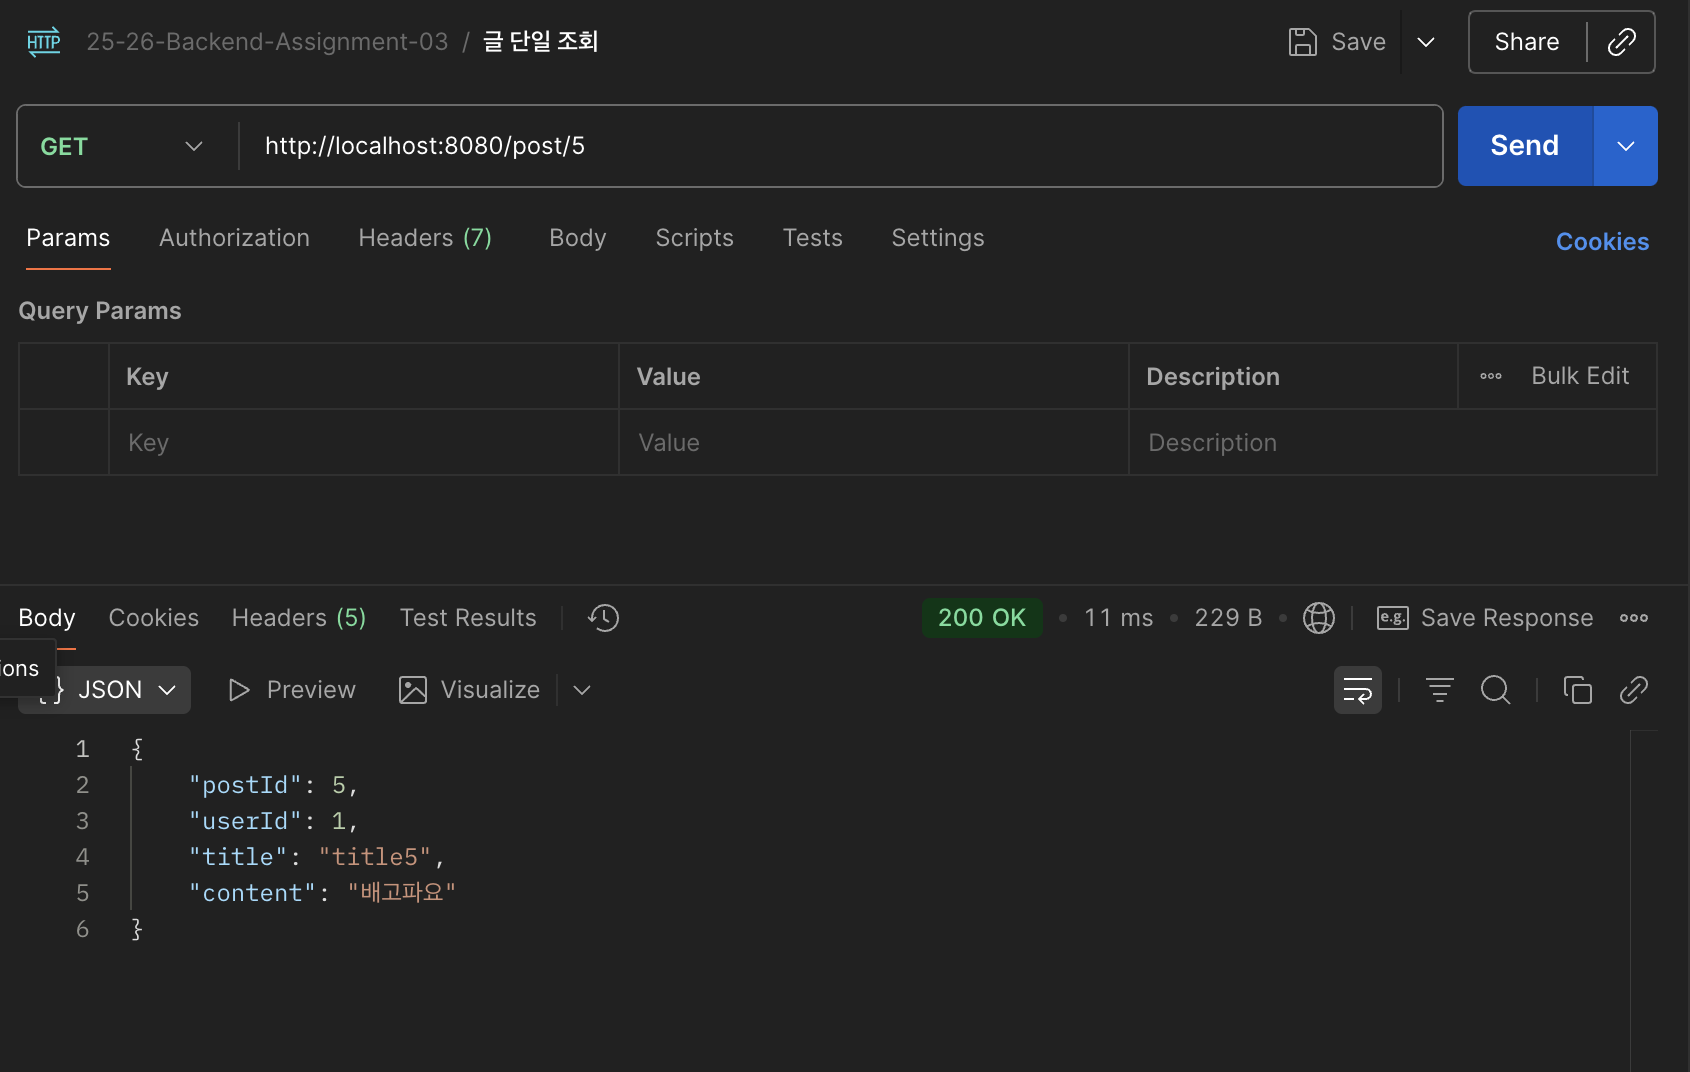 HTTP 25-26-Backend-Assignment-03 / 글 단일 조회 Save Share
GET http://localhost:8080/post/5 Send
Params Authorization Headers (7) Body Scripts Tests Settings Cookies
Query Params
Key Value Description Bulk Edit
Key Value Description
Body Cookies Headers (5) Test Results 200 OK • 11 ms • 229 B • e.g. Save Response
ions
{} JSON Preview Visualize
1 {
2 "postId": 5,
3 "userId": 1,
4 "title": "title5",
5 "content": "배고파요"
6 }